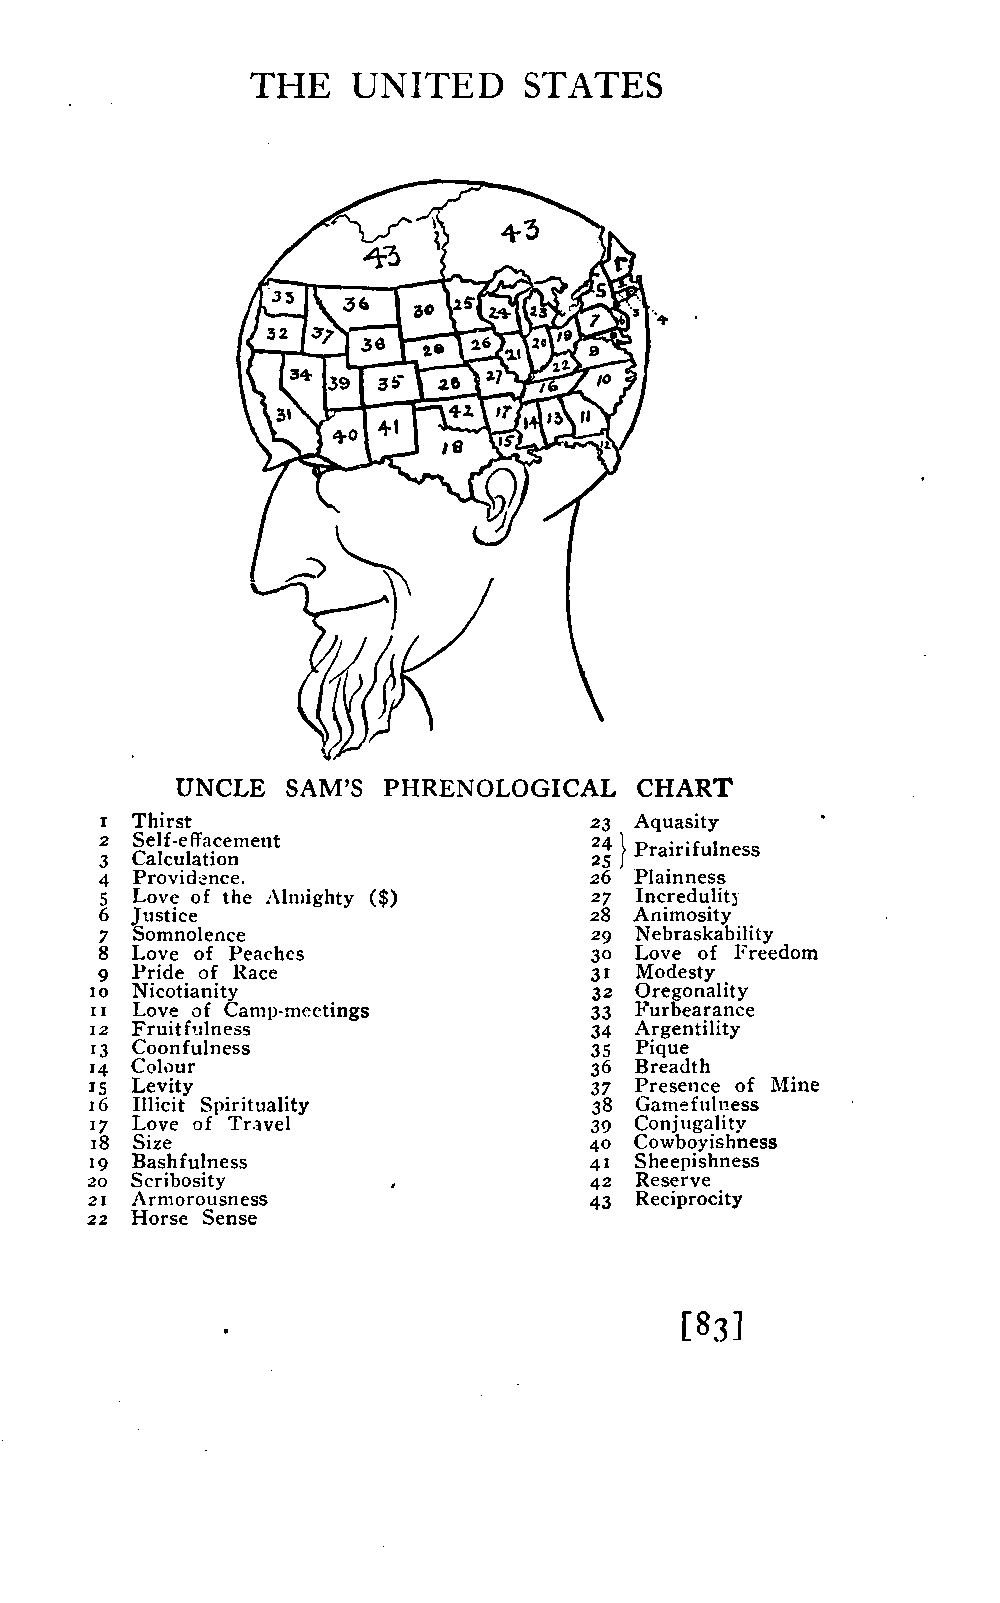 THE UNITED STATES
43
43
1
33
36
30
25
24
23
5
4
3
32
37
38
29
26
21
20
19
7
9
22
34
39
35
28
27
16
10
31
40
41
42
17
14
13
11
18
15
12
UNCLE SAM'S PHRENOLOGICAL CHART
1 Thirst
2 Self-effacement
3 Calculation
4 Providence.
5 Love of the Almighty ($)
6 Justice
7 Somnolence
8 Love of Peaches
9 Pride of Race
10 Nicotianity
11 Love of Camp-meetings
12 Fruitfulness
13 Coonfulness
14 Colour
15 Levity
16 Illicit Spirituality
17 Love of Travel
18 Size
19 Bashfulness
20 Scribosity
21 Armorousness
22 Horse Sense
23 Aquasity
24
25 } Prairifulness
26 Plainness
27 Incredulity
28 Animosity
29 Nebraskability
30 Love of Freedom
31 Modesty
32 Oregonality
33 Furbearance
34 Argentility
35 Pique
36 Breadth
37 Presence of Mine
38 Gamefulness
39 Conjugality
40 Cowboyishness
41 Sheepishness
42 Reserve
43 Reciprocity
[83]